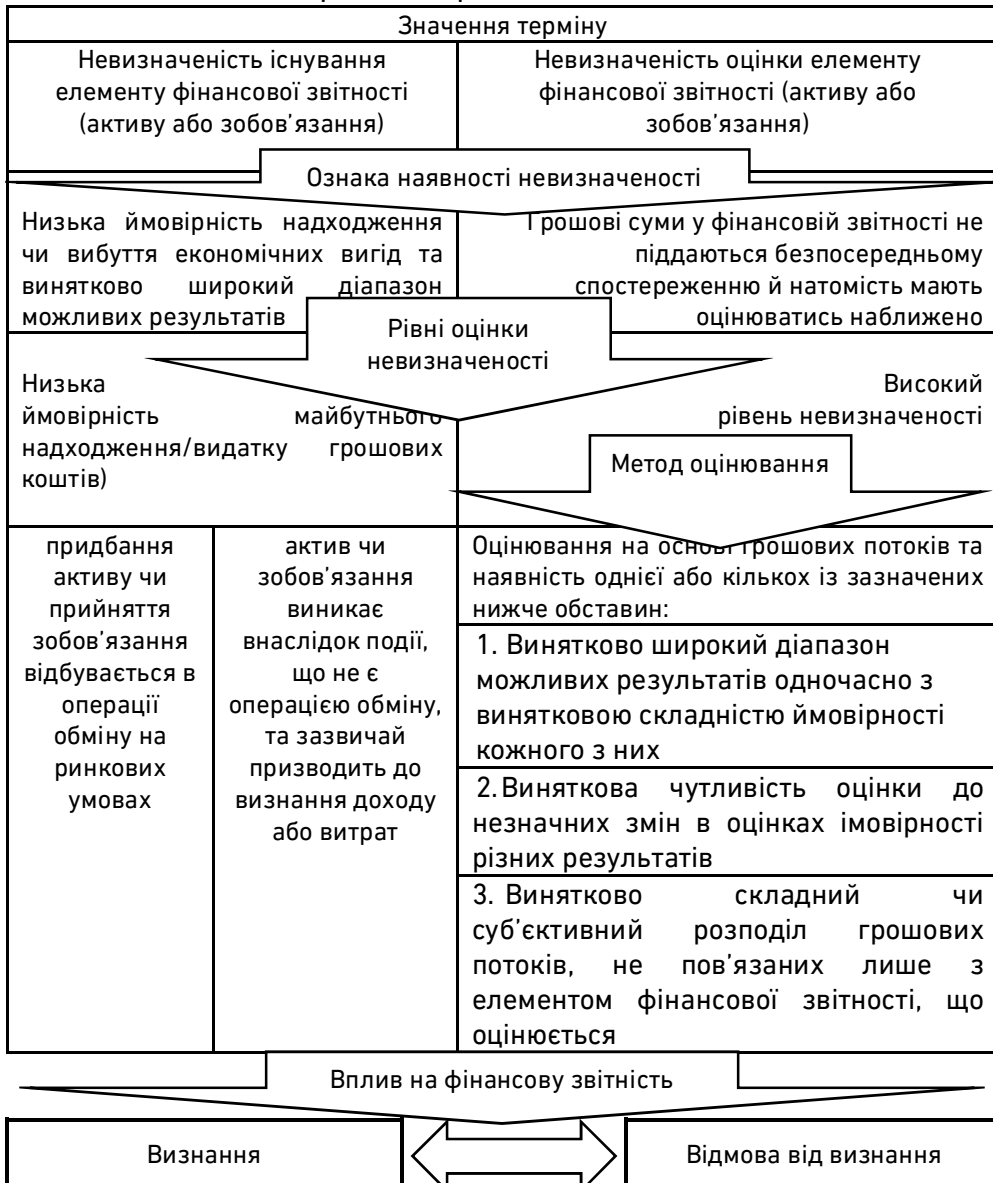 Значення терміну
Невизначеність існування
елементу фінансової звітності
(активу або зобов’язання)
Невизначеність оцінки елементу
фінансової звітності (активу або
зобов’язання)
Ознака наявності невизначеності
Низька ймовірність надходження
чи вибуття економічних вигід та
винятково широкий діапазон
можливих результатів
Грошові суми у фінансовій звітності не
піддаються безпосередньому
спостереженню й натомість мають
оцінюватись наближено
Рівні оцінки
невизначеності
Низька
ймовірність майбутнього
надходження/видатку грошових
коштів)
Високий
рівень невизначеності
Метод оцінювання
придбання
активу чи
прийняття
зобов’язання
відбувається в
операції
обміну на
ринкових
умовах
актив чи
зобов’язання
виникає
внаслідок події,
що не є
операцією обміну,
та зазвичай
призводить до
визнання доходу
або витрат
Оцінювання на основі грошових потоків та
наявність однієї або кількох із зазначених
нижче обставин:
1. Винятково широкий діапазон
можливих результатів одночасно з
винятковою складністю ймовірності
кожного з них
2. Виняткова чутливість оцінки до
незначних змін в оцінках імовірності
різних результатів
3. Винятково складний чи
суб’єктивний розподіл грошових
потоків, не пов’язаних лише з
елементом фінансової звітності, що
оцінюється
Вплив на фінансову звітність
Визнання
Відмова від визнання